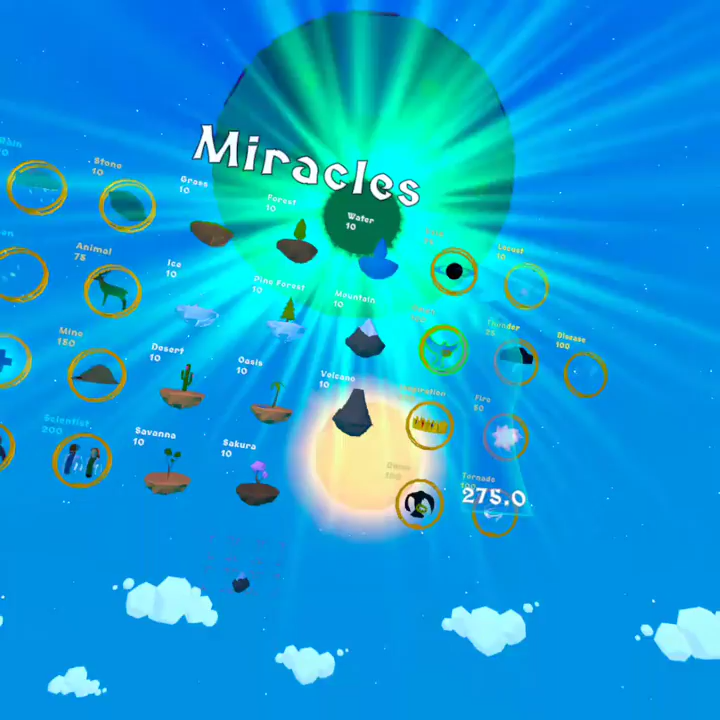 Miracles
Stone
10
Grass
10
Forest
10
Water
10
Locust
Animal
75
Ice
10
Pine Forest
10
Mountain
10
Thunder
25
Disease
100
Mine
150
Desert
10
Oasis
10
Volcano
10
Fire
50
Scientist
200
Savanna
10
Sakura
10
Tornado
100
275.0